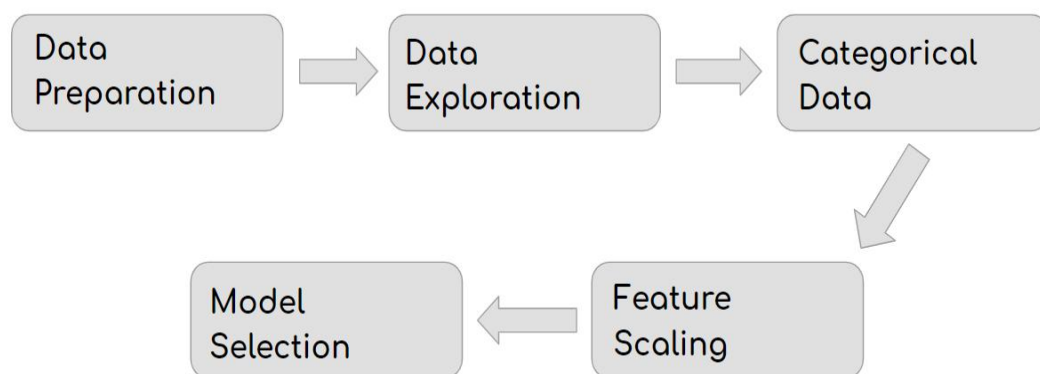 Data
Preparation
Data
Exploration
Categorical
Data
Feature
Scaling
Model
Selection